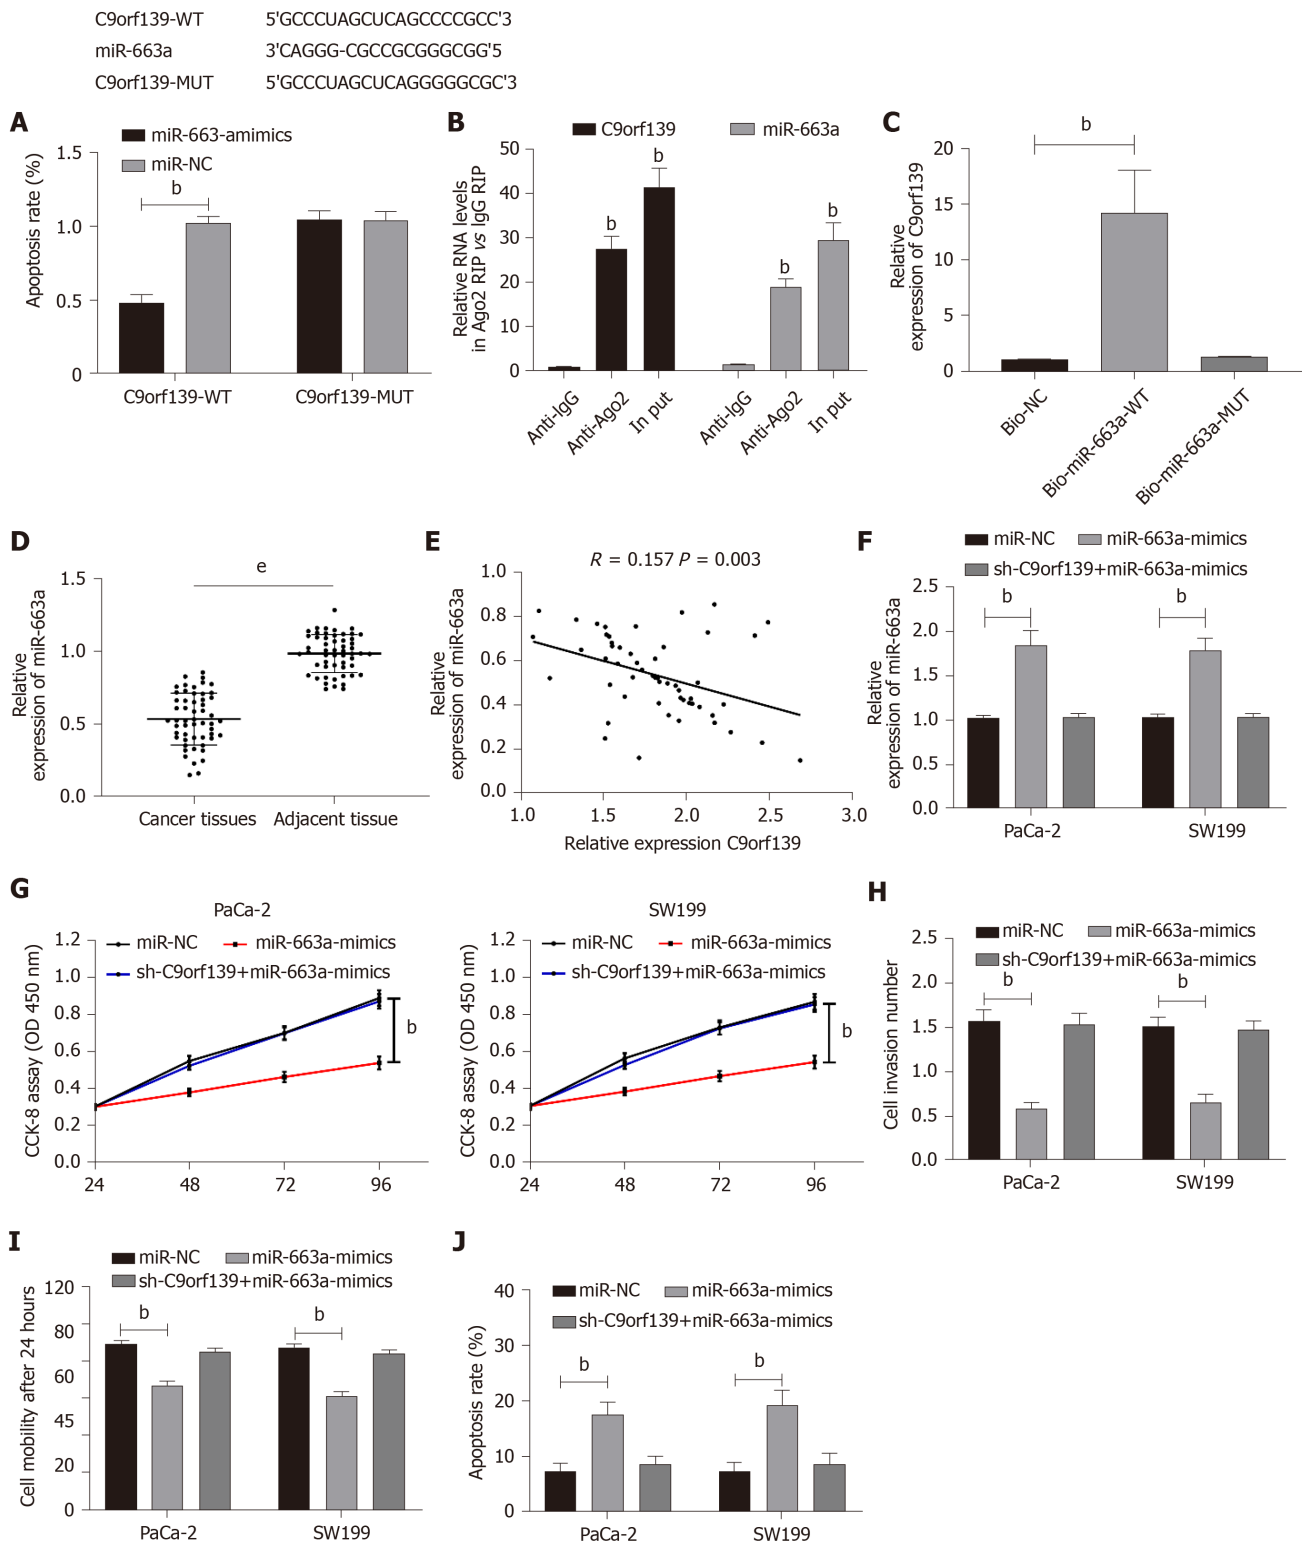 C9orf139-WT 5'GCCCUAGCUCAGCCCCGCC'3
miR-663a 3'CAGGG-CGCCGCGGGCGG'5
C9orf139-MUT 5'GCCCUAGCUCAGGGGGCGC'3
A
miR-663-amimics
miR-NC
Apoptosis rate (%)
1.5
1.0
0.5
0
b
C9orf139-WT
C9orf139-MUT
B
C9orf139
miR-663a
Relative RNA levels
in Ago2 RIP vs IgG RIP
50
40
30
20
10
0
b
b
b
b
Anti-IgG
Anti-Ago2
In put
Anti-IgG
Anti-Ago2
In put
C
b
Relative
expression of C9orf139
20
15
10
5
0
Bio-NC
Bio-miR-663a-WT
Bio-miR-663a-MUT
D
e
Relative
expression of miR-663a
1.5
1.0
0.5
0.0
Cancer tissues
Adjacent tissue
E
R = 0.157 P = 0.003
Relative
expression of miR-663a
1.0
0.8
0.6
0.4
0.2
0.0
1.0 1.5 2.0 2.5 3.0
Relative expression C9orf139
F
miR-NC
miR-663a-mimics
sh-C9orf139+miR-663a-mimics
Relative
expression of miR-663a
2.5
2.0
1.5
1.0
0.5
0.0
b
b
PaCa-2
SW199
G
PaCa-2
miR-NC
miR-663a-mimics
sh-C9orf139+miR-663a-mimics
CCK-8 assay (OD 450 nm)
1.2
1.0
0.8
0.6
0.4
0.2
0.0
b
24 48 72 96
SW199
miR-NC
miR-663a-mimics
sh-C9orf139+miR-663a-mimics
CCK-8 assay (OD 450 nm)
1.2
1.0
0.8
0.6
0.4
0.2
0.0
b
24 48 72 96
H
miR-NC
miR-663a-mimics
sh-C9orf139+miR-663a-mimics
Cell invasion number
2.5
2.0
1.5
1.0
0.5
0.0
b
b
PaCa-2
SW199
I
miR-NC
miR-663a-mimics
sh-C9orf139+miR-663a-mimics
Cell mobility after 24 hours
120
80
60
45
20
0
b
b
PaCa-2
SW199
J
miR-NC
miR-663a-mimics
sh-C9orf139+miR-663a-mimics
Apoptosis rate (%)
40
30
20
10
0
b
b
PaCa-2
SW199